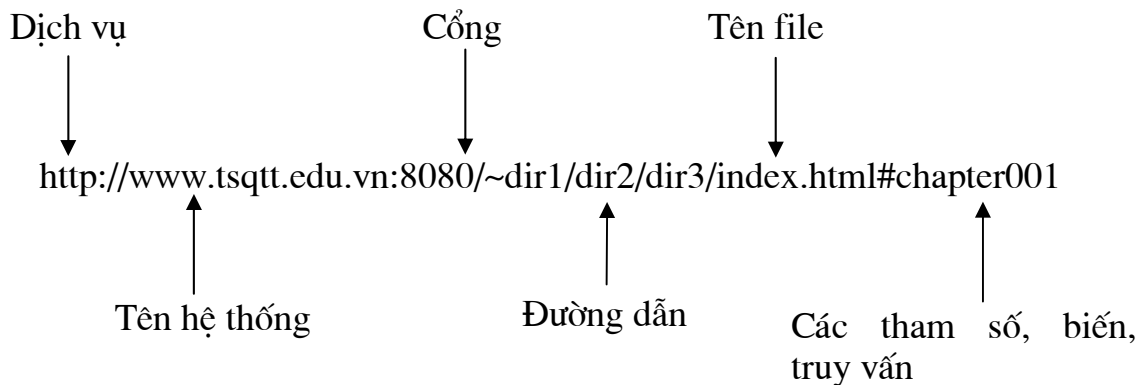 Dịch vụ Cổng Tên file
http://www.tsqtt.edu.vn:8080/~dir1/dir2/dir3/index.html#chapter001
Tên hệ thống Đường dẫn Các tham số, biến,
truy vấn